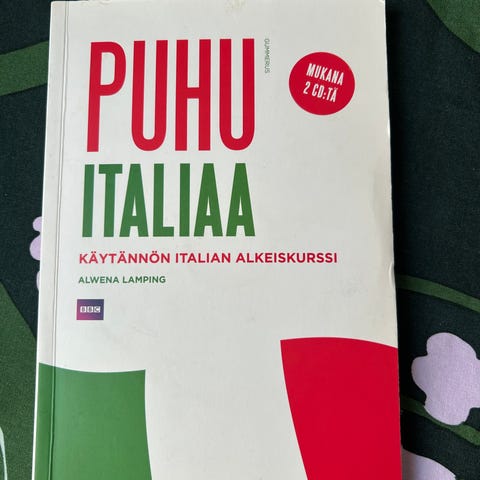 PUHU
GUMMERUS
MUKANA
2 CD:TÄ
ITALIAA
KÄYTÄNNÖN ITALIAN ALKEISKURSSI
ALWENA LAMPING
BBC